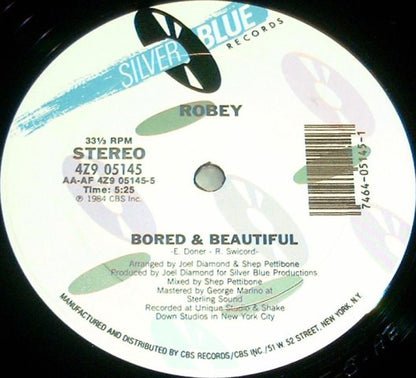 SILVER BLUE
RECORDS
ROBEY
33⅓ RPM
STEREO
4Z9 05145
AA-AF 4Z9 05145-5
Time: 5:25
℗ 1984 CBS Inc.
7464-05145-1
BORED & BEAUTIFUL
-E. Doner - R. Swicord-
Arranged by Joel Diamond & Shep Pettibone
Produced by Joel Diamond for Silver Blue Productions
Mixed by Shep Pettibone
Mastered by George Marino at
Sterling Sound
Recorded at Unique Studio & Shake
Down Studios in New York City
MANUFACTURED AND DISTRIBUTED BY CBS RECORDS/CBS INC./51 W 52 STREET, NEW YORK, N.Y.